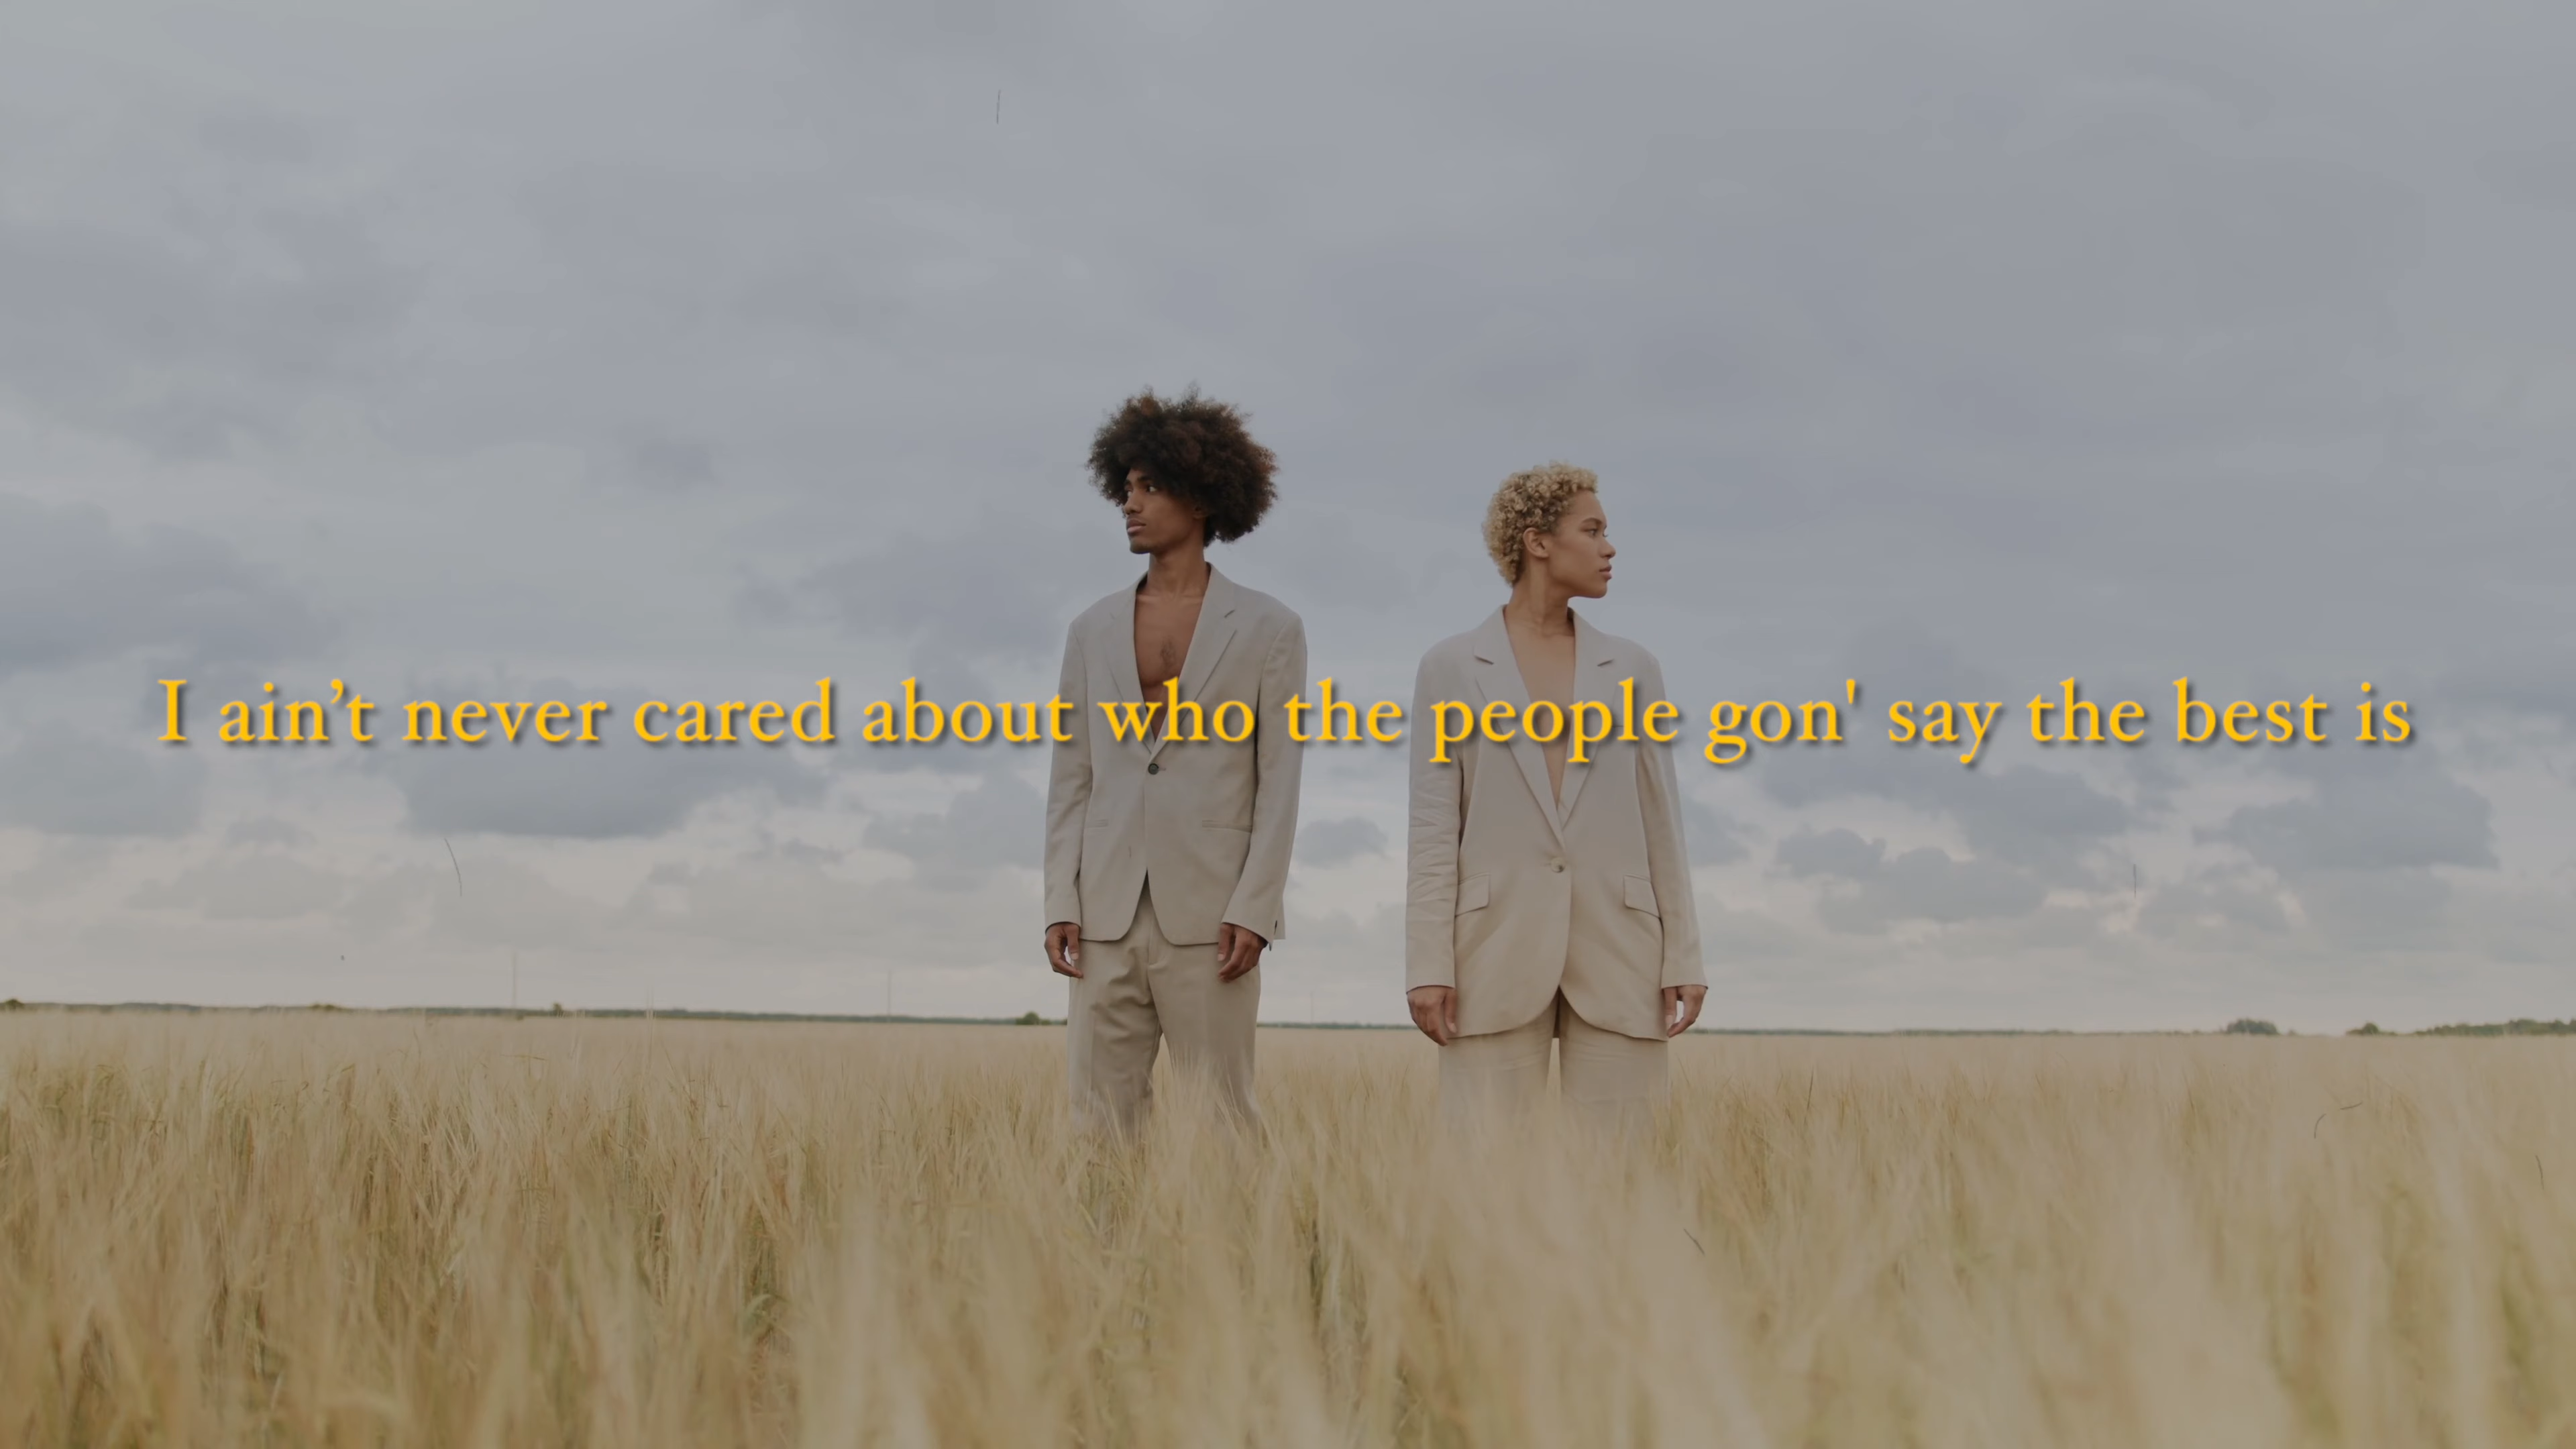 I ain’t never cared about who the people gon' say the best is